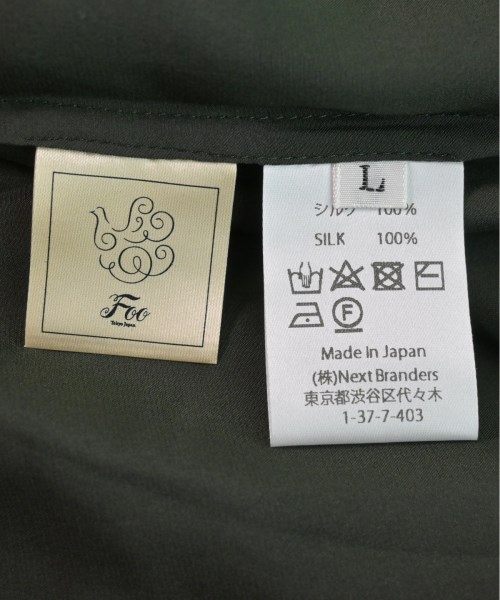 Foo
Tokyo Japan
L
シルク 100%
SILK 100%
F
Made in Japan
(株)Next Branders
東京都渋谷区代々木
1-37-7-403